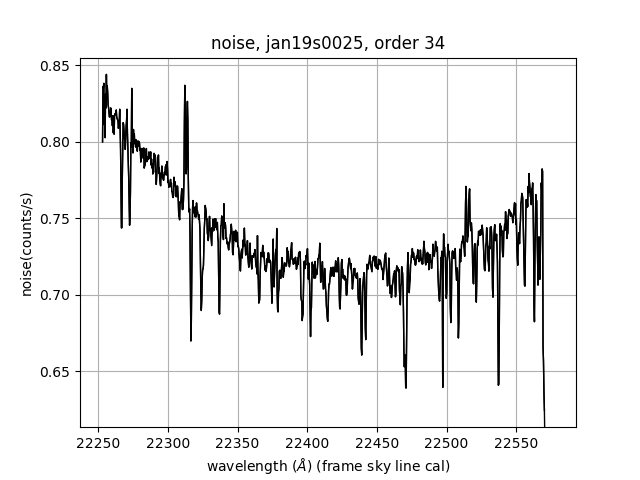 noise, jan19s0025, order 34
0.85
0.80
0.75
0.70
0.65
noise(counts/s)
22250 22300 22350 22400 22450 22500 22550
wavelength (Å) (frame sky line cal)